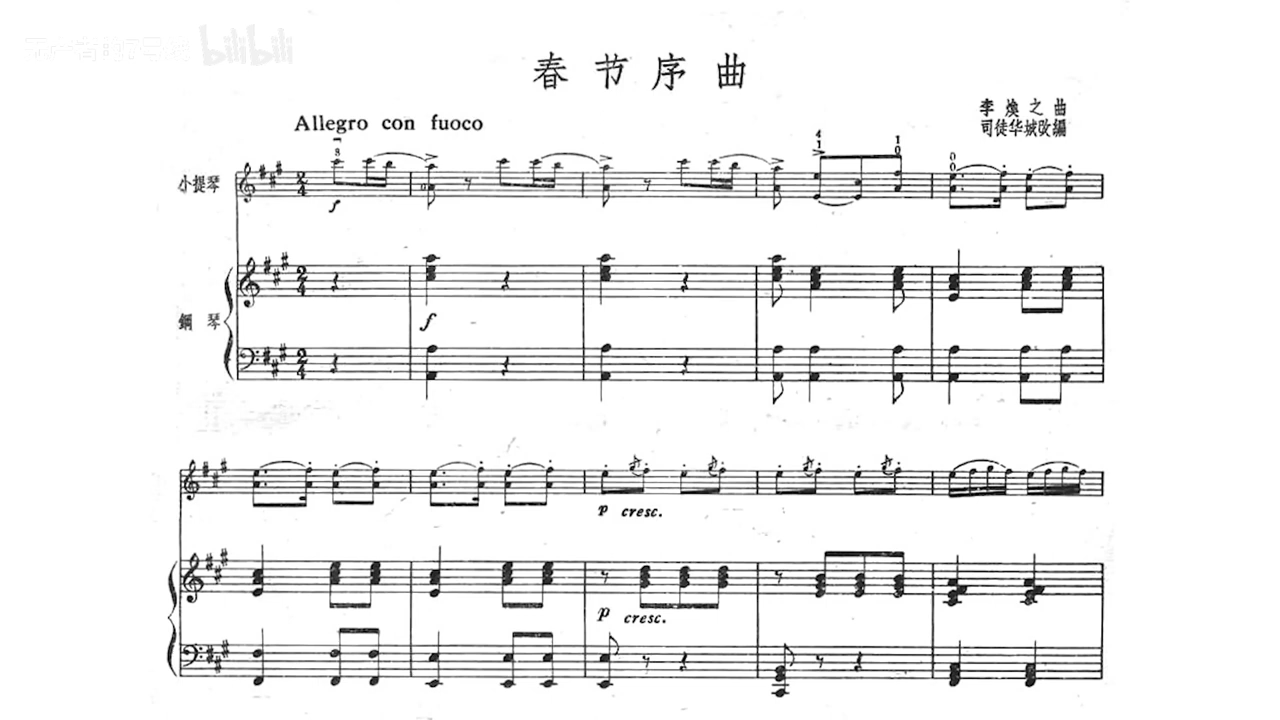 bilibili
春节序曲
李焕之曲
司徒华城改编
Allegro con fuoco
小提琴
f
鋼琴
f
p cresc.
p cresc.